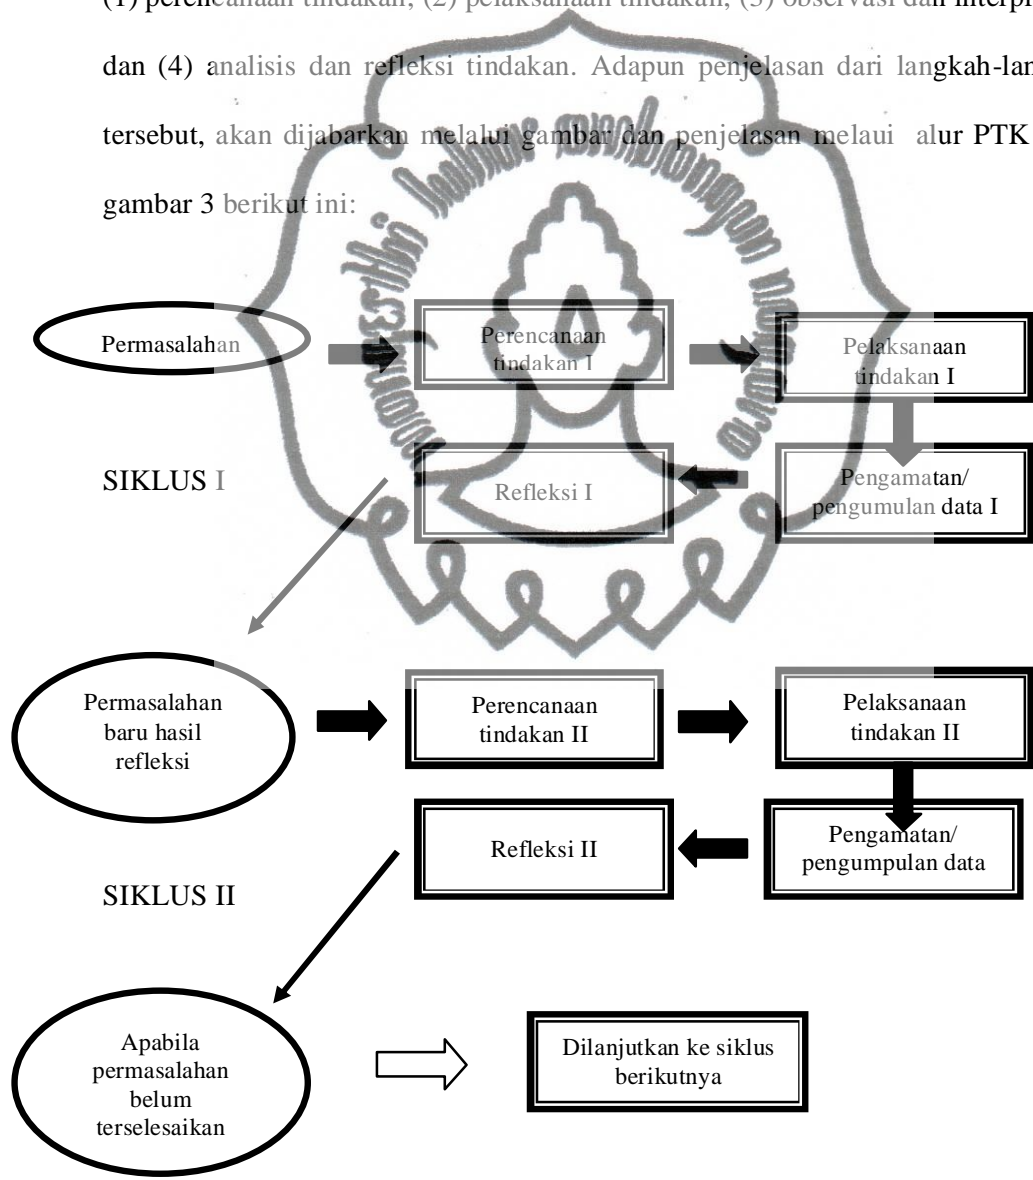 (1) perencanaan tindakan, (2) pelaksanaan tindakan, (3) observasi dan
dan (4) analisis dan refleksi tindakan. Adapun penjelasan dari
tersebut, akan dijabarkan melalui gambar dan penjelasan melaui alur PTK
gambar 3 berikut ini:
Permasalahan
Perencanaan
tindakan I
Pelaksanaan
tindakan I
SIKLUS I
Refleksi I
Pengamatan/
pengumulan data I
Permasalahan
baru hasil
refleksi
Perencanaan
tindakan II
Pelaksanaan
tindakan II
Refleksi II
Pengamatan/
pengumpulan data
SIKLUS II
Apabila
permasalahan
belum
terselesaikan
Dilanjutkan ke siklus
berikutnya